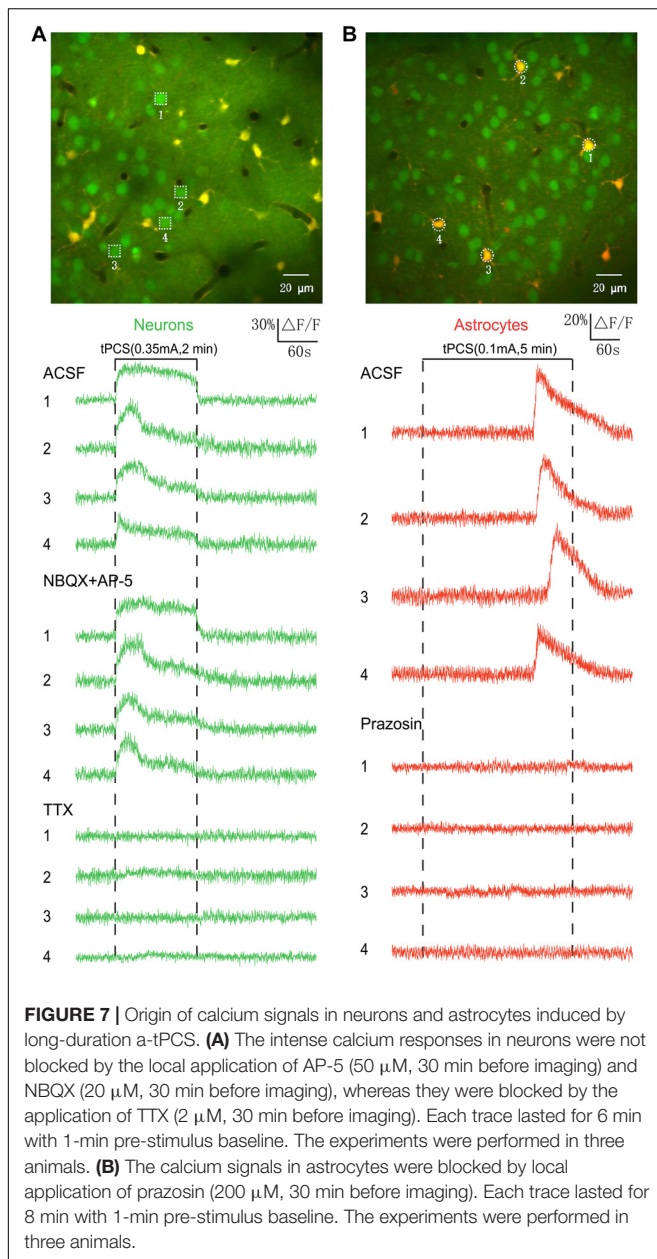 A
B
1
2
4
3
20 μm
2
1
4
3
20 μm
Neurons
30% △F/F
60s
tPCS(0.35mA,2 min)
ACSF
1
2
3
4
NBQX+AP-5
1
2
3
4
TTX
1
2
3
4
Astrocytes
20% △F/F
60s
tPCS(0.1mA,5 min)
ACSF
1
2
3
4
Prazosin
1
2
3
4
FIGURE 7 | Origin of calcium signals in neurons and astrocytes induced by
long-duration a-tPCS. (A) The intense calcium responses in neurons were not
blocked by the local application of AP-5 (50 μM, 30 min before imaging) and
NBQX (20 μM, 30 min before imaging), whereas they were blocked by the
application of TTX (2 μM, 30 min before imaging). Each trace lasted for 6 min
with 1-min pre-stimulus baseline. The experiments were performed in three
animals. (B) The calcium signals in astrocytes were blocked by local
application of prazosin (200 μM, 30 min before imaging). Each trace lasted for
8 min with 1-min pre-stimulus baseline. The experiments were performed in
three animals.